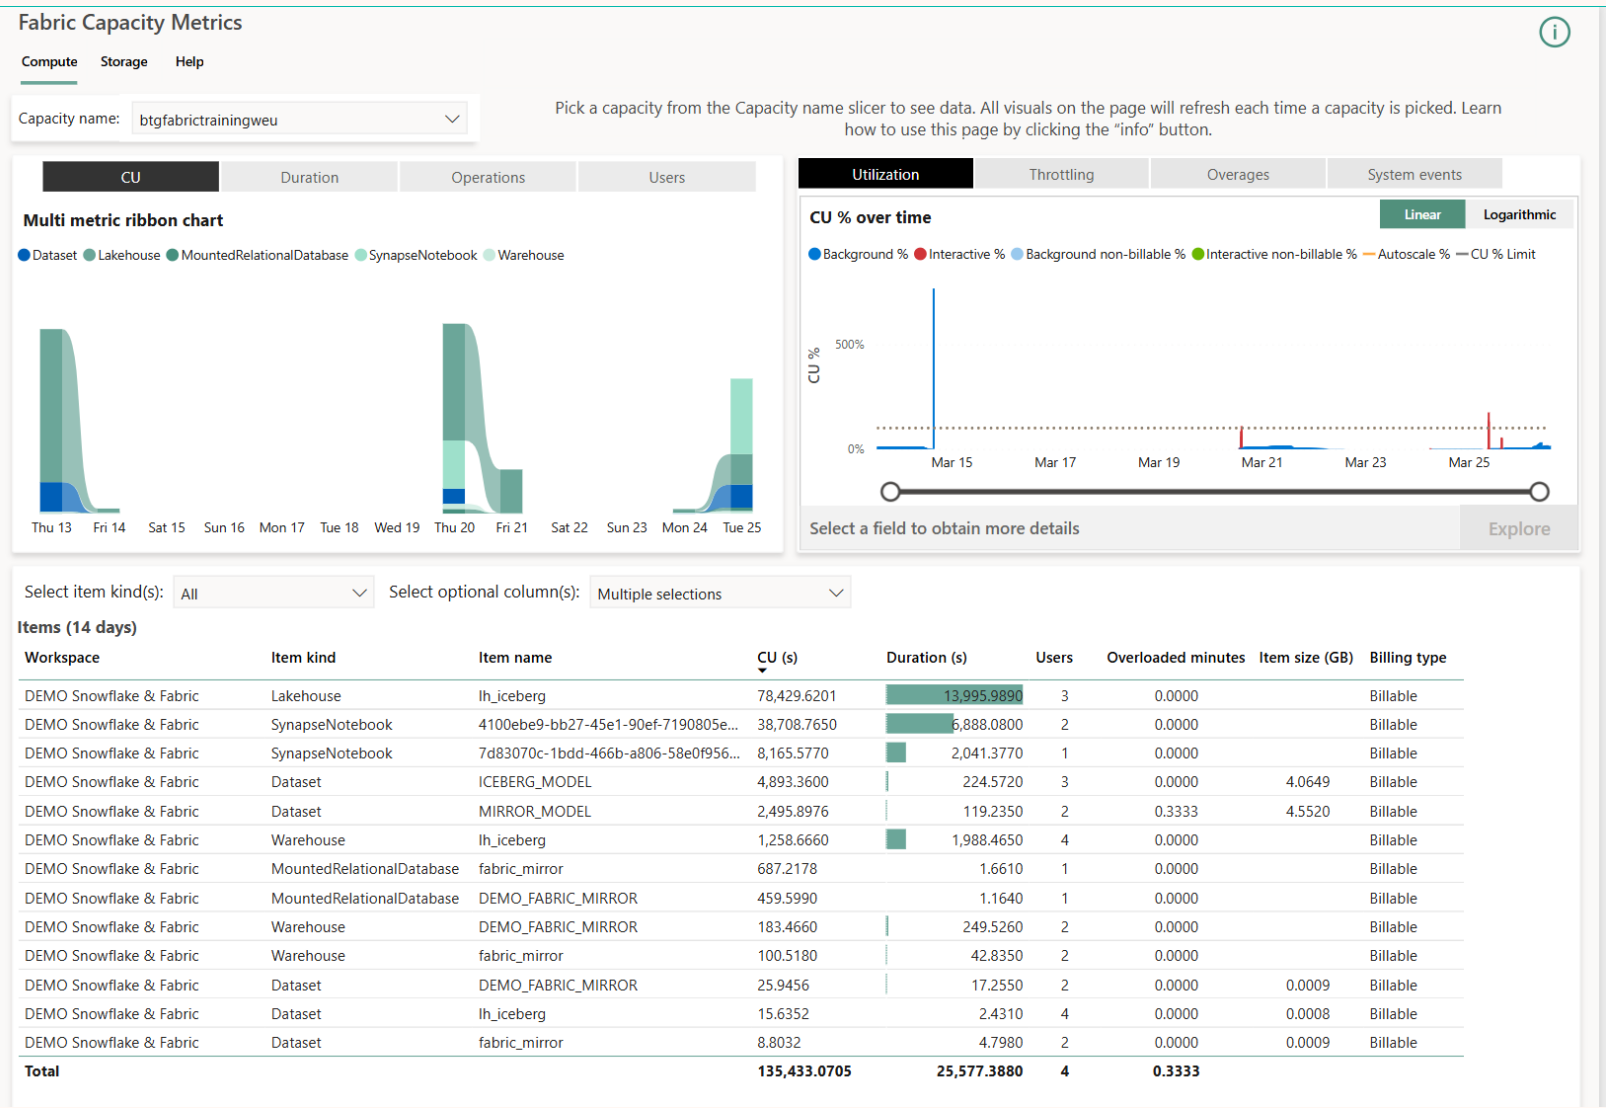 Fabric Capacity Metrics
Compute Storage Help
Capacity name: btgfabrictrainingweu
Pick a capacity from the Capacity name slicer to see data. All visuals on the page will refresh each time a capacity is picked. Learn
how to use this page by clicking the "info" button.
CU Duration Operations Users
Multi metric ribbon chart
Dataset Lakehouse MountedRelationalDatabase SynapseNotebook Warehouse
Thu 13 Fri 14 Sat 15 Sun 16 Mon 17 Tue 18 Wed 19 Thu 20 Fri 21 Sat 22 Sun 23 Mon 24 Tue 25
Utilization Throttling Overages System events
CU % over time
Linear Logarithmic
Background % Interactive % Background non-billable % Interactive non-billable % Autoscale % CU % Limit
CU %
500%
0%
Mar 15 Mar 17 Mar 19 Mar 21 Mar 23 Mar 25
Select a field to obtain more details Explore
Select item kind(s): All Select optional column(s): Multiple selections
Items (14 days)
Workspace Item kind Item name CU (s) Duration (s) Users Overloaded minutes Item size (GB) Billing type
DEMO Snowflake & Fabric Lakehouse lh_iceberg 78,429.6201 13,995.9890 3 0.0000 Billable
DEMO Snowflake & Fabric SynapseNotebook 4100ebe9-bb27-45e1-90ef-7190805e... 38,708.7650 6,888.0800 2 0.0000 Billable
DEMO Snowflake & Fabric SynapseNotebook 7d83070c-1bdd-466b-a806-58e0f956... 8,165.5770 2,041.3770 1 0.0000 Billable
DEMO Snowflake & Fabric Dataset ICEBERG_MODEL 4,893.3600 224.5720 3 0.0000 4.0649 Billable
DEMO Snowflake & Fabric Dataset MIRROR_MODEL 2,495.8976 119.2350 2 0.3333 4.5520 Billable
DEMO Snowflake & Fabric Warehouse lh_iceberg 1,258.6660 1,988.4650 4 0.0000 Billable
DEMO Snowflake & Fabric MountedRelationalDatabase fabric_mirror 687.2178 1.6610 1 0.0000 Billable
DEMO Snowflake & Fabric MountedRelationalDatabase DEMO_FABRIC_MIRROR 459.5990 1.1640 1 0.0000 Billable
DEMO Snowflake & Fabric Warehouse DEMO_FABRIC_MIRROR 183.4660 249.5260 2 0.0000 Billable
DEMO Snowflake & Fabric Warehouse fabric_mirror 100.5180 42.8350 2 0.0000 Billable
DEMO Snowflake & Fabric Dataset DEMO_FABRIC_MIRROR 25.9456 17.2550 2 0.0000 0.0009 Billable
DEMO Snowflake & Fabric Dataset lh_iceberg 15.6352 2.4310 4 0.0000 0.0008 Billable
DEMO Snowflake & Fabric Dataset fabric_mirror 8.8032 4.7980 2 0.0000 0.0009 Billable
Total 135,433.0705 25,577.3880 4 0.3333